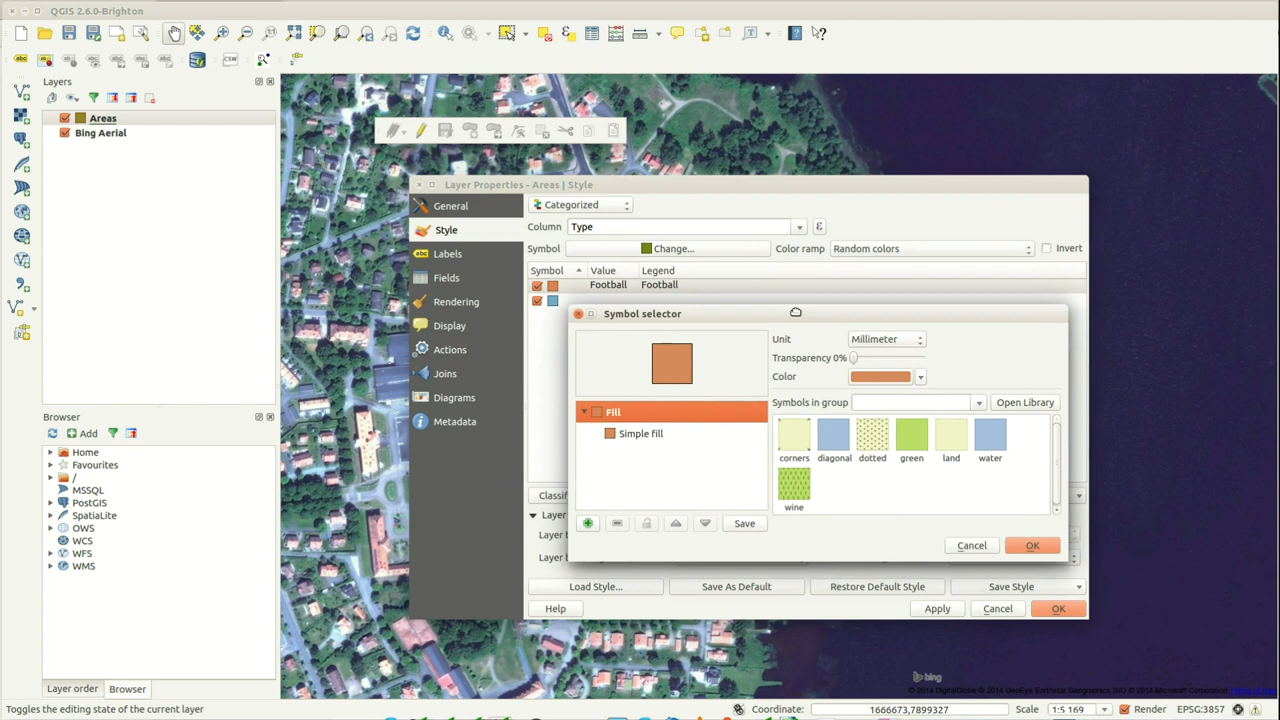 QGIS 2.6.0-Brighton
Layers
Areas
Bing Aerial
Browser
Add
Home
Favourites
/
MSSQL
PostGIS
SpatiaLite
OWS
WCS
WFS
WMS
Layer order
Browser
Layer Properties - Areas | Style
General
Style
Labels
Fields
Rendering
Display
Actions
Joins
Diagrams
Metadata
Categorized
Column
Type
Symbol
Change...
Color ramp
Random colors
Invert
Symbol
Value
Legend
Football
Football
Symbol selector
Fill
Simple fill
Save
Unit
Millimeter
Transparency 0%
Color
Symbols in group
Open Library
corners
diagonal
dotted
green
land
water
wine
Cancel
OK
Classif
Layer
Load Style...
Save As Default
Restore Default Style
Save Style
Help
Apply
Cancel
OK
bing
Toggles the editing state of the current layer
Coordinate:
1666673,7899327
Scale
1:5 169
Render
EPSG:3857